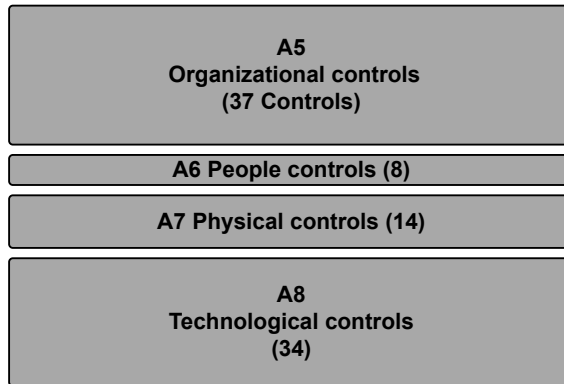 A5
Organizational controls
(37 Controls)
A6 People controls (8)
A7 Physical controls (14)
A8
Technological controls
(34)